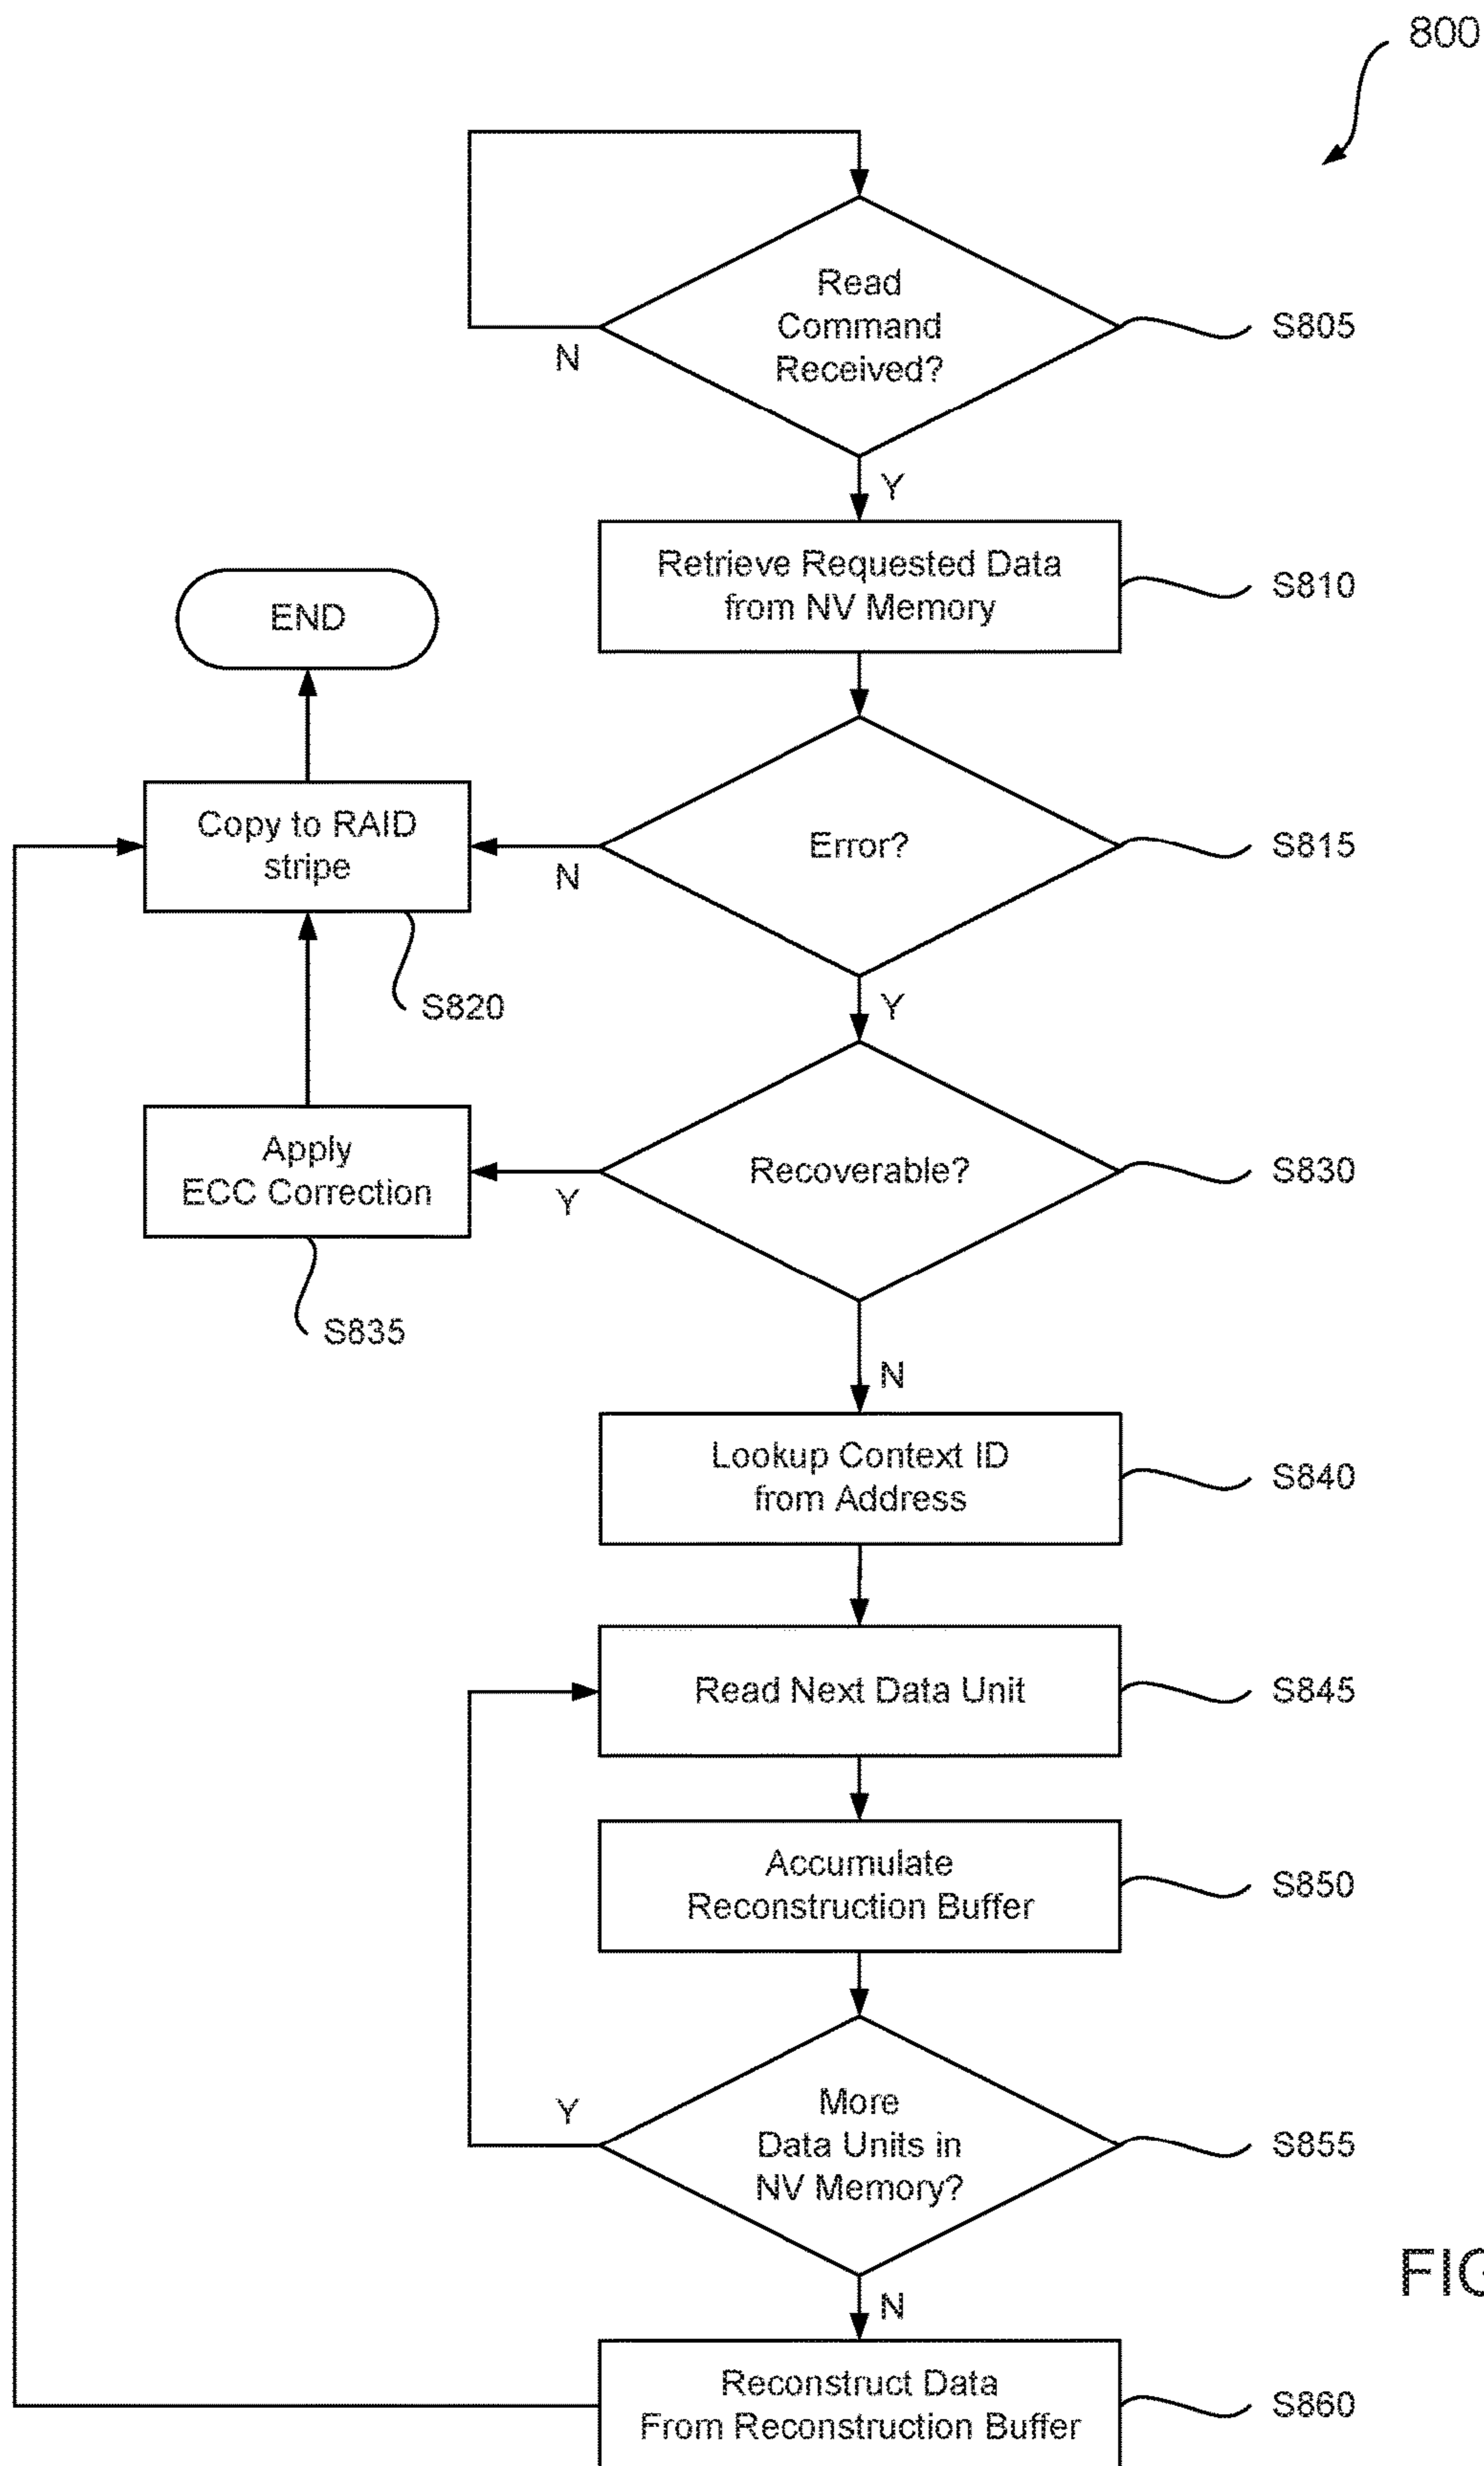 800
Read
Command
Received?
S805
N
Y
Retrieve Requested Data
from NV Memory
S810
END
Copy to RAID
stripe
Error?
S815
N
S820
Y
Apply
ECC Correction
Recoverable?
S830
Y
S835
N
Lookup Context ID
from Address
S840
Read Next Data Unit
S845
Accumulate
Reconstruction Buffer
S850
Y
More
Data Units in
NV Memory?
S855
N
Reconstruct Data
From Reconstruction Buffer
S860